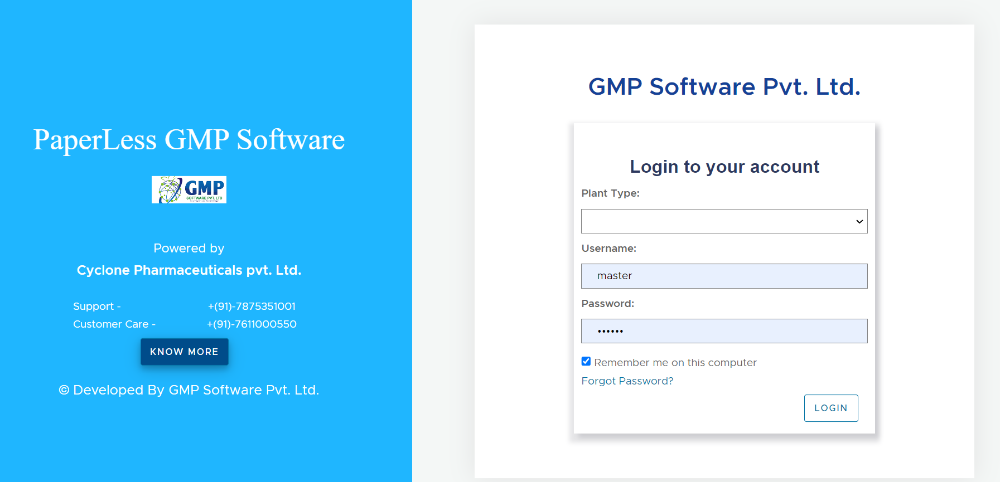 PaperLess GMP Software
GMP
SOFTWARE PVT. LTD
Powered by
Cyclone Pharmaceuticals pvt. Ltd.
Support - +(91)-7875351001
Customer Care - +(91)-7611000550
KNOW MORE
© Developed By GMP Software Pvt. Ltd.
GMP Software Pvt. Ltd.
Login to your account
Plant Type:
Username:
master
Password:
••••••
Remember me on this computer
Forgot Password?
LOGIN